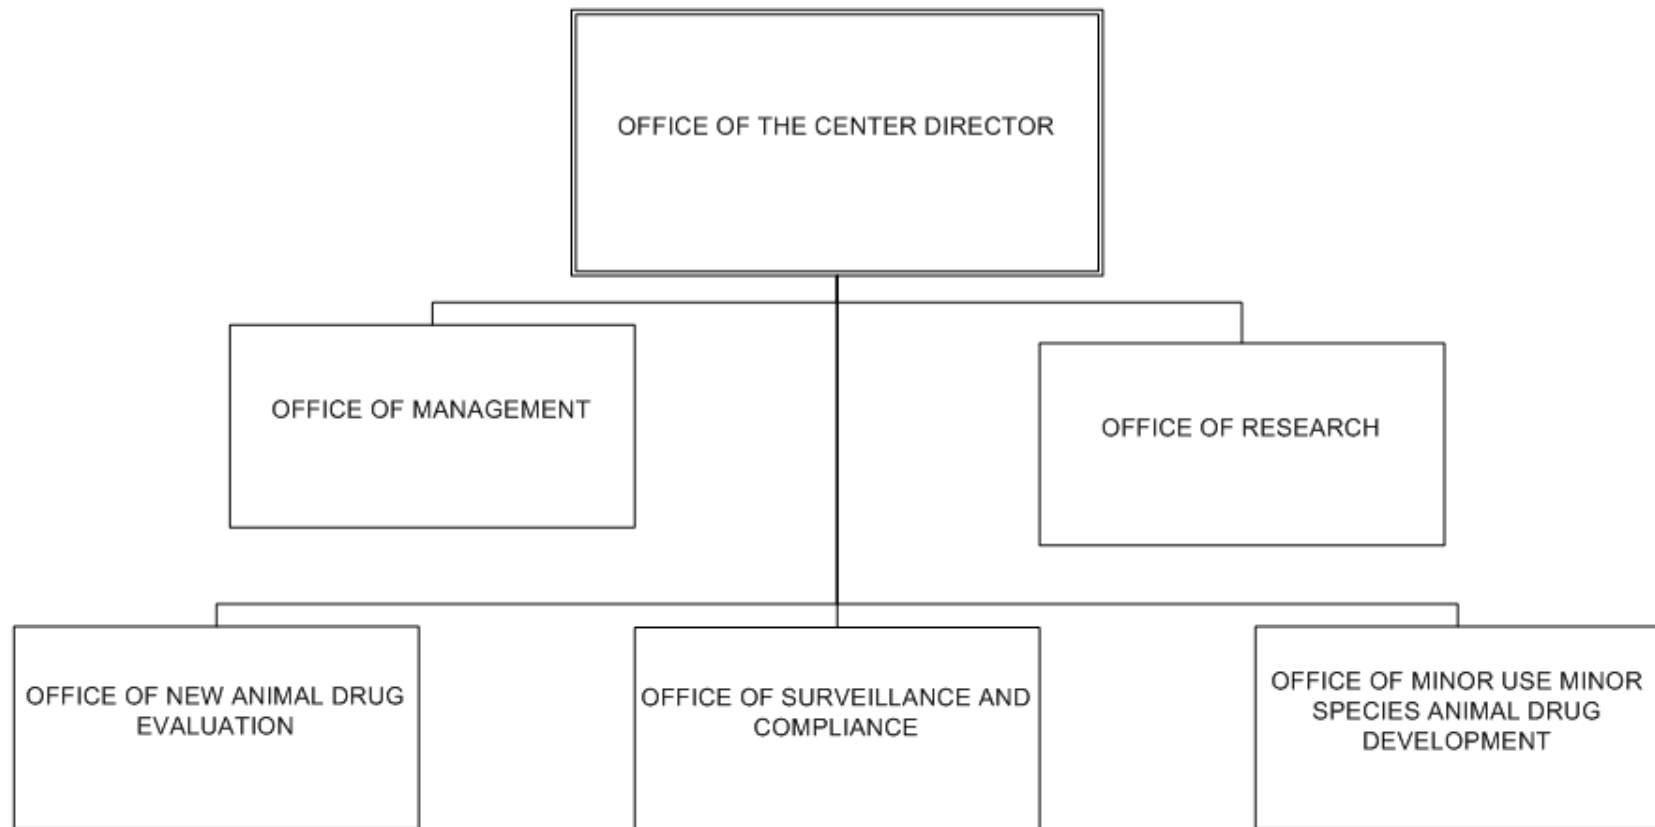 OFFICE OF THE CENTER DIRECTOR
OFFICE OF MANAGEMENT
OFFICE OF RESEARCH
OFFICE OF NEW ANIMAL DRUG
EVALUATION
OFFICE OF SURVEILLANCE AND
COMPLIANCE
OFFICE OF MINOR USE MINOR
SPECIES ANIMAL DRUG
DEVELOPMENT